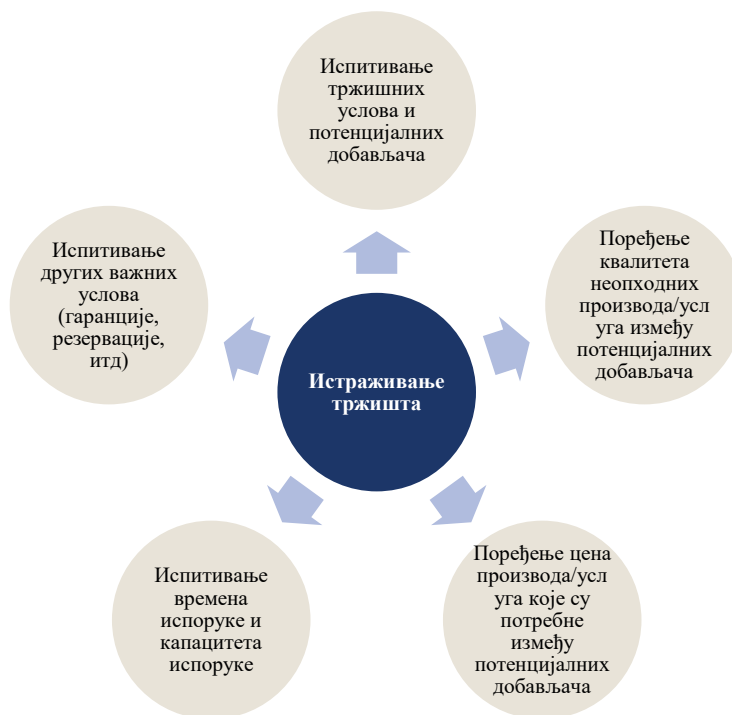 Испитивање
тржишних
услова и
потенцијалних
добављача
Поређење
квалитета
неопходних
производа/усл
уга између
потенцијалних
добављача
Поређење цена
производа/усл
уга које су
потребне
између
потенцијалних
добављача
Испитивање
времена
испоруке и
капацитета
испоруке
Испитивање
других важних
услова
(гаранције,
резервације,
итд)
Истраживање
тржишта